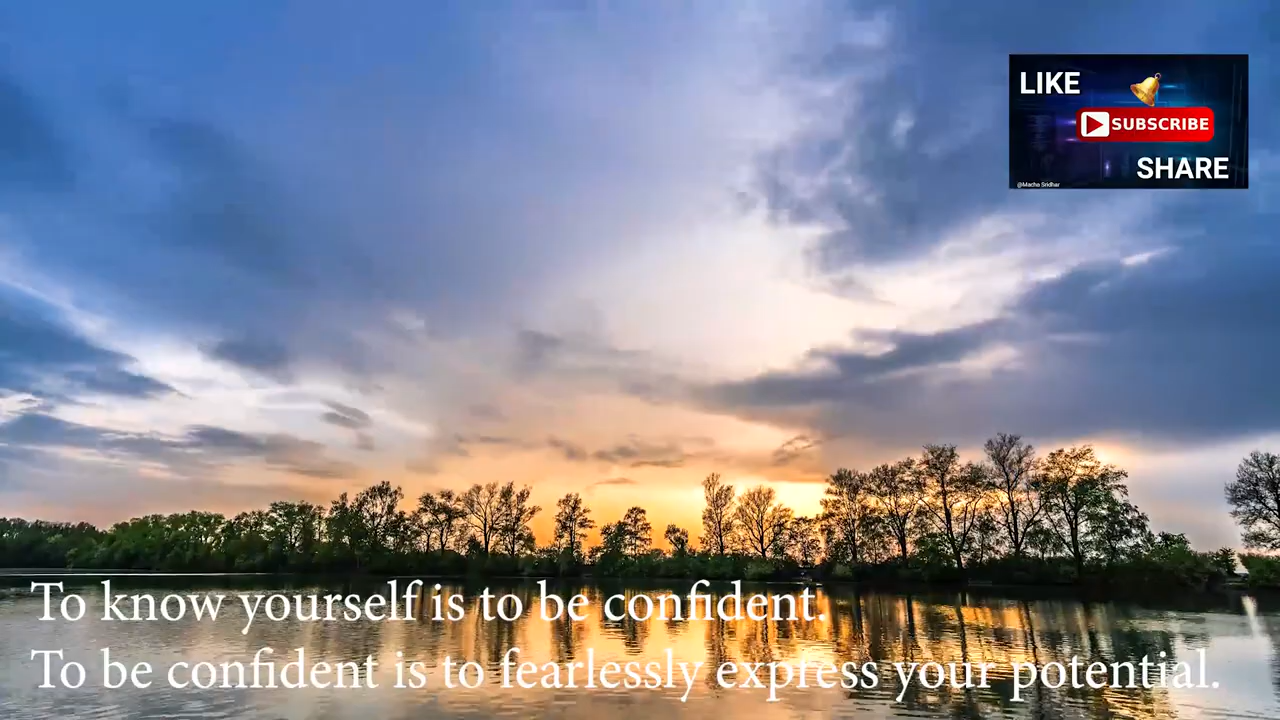 LIKE
SUBSCRIBE
SHARE
@Macha Sridhar
To know yourself is to be confident.
To be confident is to fearlessly express your potential.